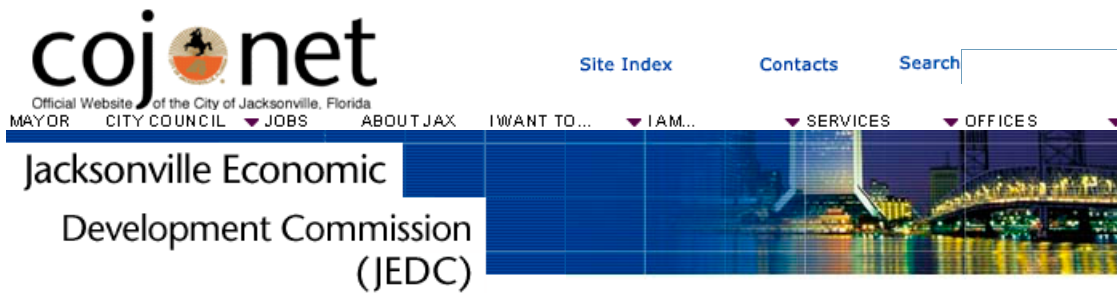 coj net
Official Website of the City of Jacksonville, Florida
Site Index Contacts Search
MAYOR CITY COUNCIL JOBS ABOUT JAX I WANT TO... I AM... SERVICES OFFICES
Jacksonville Economic
Development Commission
(JEDC)